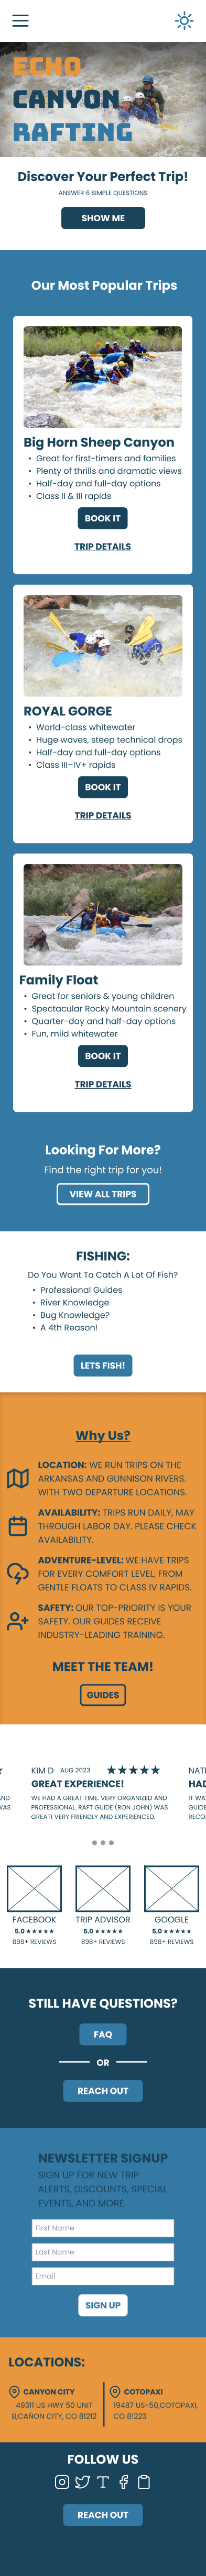 ECHO
CANYON
RAFTING
Discover Your Perfect Trip!
ANSWER 6 SIMPLE QUESTIONS
SHOW ME
Our Most Popular Trips
Big Horn Sheep Canyon
• Great for first-timers and families
• Plenty of thrills and dramatic views
• Half-day and full-day options
• Class II & III rapids
BOOK IT
TRIP DETAILS
ROYAL GORGE
• World-class whitewater
• Huge waves, steep technical drops
• Half-day and full-day options
• Class III–IV+ rapids
BOOK IT
TRIP DETAILS
Family Float
• Great for seniors & young children
• Spectacular Rocky Mountain scenery
• Quarter-day and half-day options
• Fun, mild whitewater
BOOK IT
TRIP DETAILS
Looking For More?
Find the right trip for you!
VIEW ALL TRIPS
FISHING:
Do You Want To Catch A Lot Of Fish?
• Professional Guides
• River Knowledge
• Bug Knowledge?
• A 4th Reason!
LETS FISH!
Why Us?
LOCATION: WE RUN TRIPS ON THE
ARKANSAS AND GUNNISON RIVERS.
WITH TWO DEPARTURE LOCATIONS.
AVAILABILITY: TRIPS RUN DAILY, MAY
THROUGH LABOR DAY. PLEASE CHECK
AVAILABILITY.
ADVENTURE-LEVEL: WE HAVE TRIPS
FOR EVERY COMFORT LEVEL, FROM
GENTLE FLOATS TO CLASS IV RAPIDS.
SAFETY: OUR TOP-PRIORITY IS YOUR
SAFETY. OUR GUIDES RECEIVE
INDUSTRY-LEADING TRAINING.
MEET THE TEAM!
GUIDES
KIM D AUG 2023 ★★★★★
GREAT EXPERIENCE!
WE HAD A GREAT TIME. VERY ORGANIZED AND
PROFESSIONAL. RAFT GUIDE (RON JOHN) WAS
GREAT! VERY FRIENDLY AND EXPERIENCED.
ND
WAS
NATI
HAD
IT WA
GUIDE
RECO
FACEBOOK
5.0 ★★★★★
898+ REVIEWS
TRIP ADVISOR
5.0 ★★★★★
898+ REVIEWS
GOOGLE
5.0 ★★★★★
898+ REVIEWS
STILL HAVE QUESTIONS?
FAQ
OR
REACH OUT
NEWSLETTER SIGNUP
SIGN UP FOR NEW TRIP
ALERTS, DISCOUNTS, SPECIAL
EVENTS, AND MORE.
First Name
Last Name
Email
SIGN UP
LOCATIONS:
CANYON CITY
49311 US HWY 50 UNIT
B,CAÑON CITY, CO 81212
COTOPAXI
19487 US-50,COTOPAXI,
CO 81223
FOLLOW US
REACH OUT